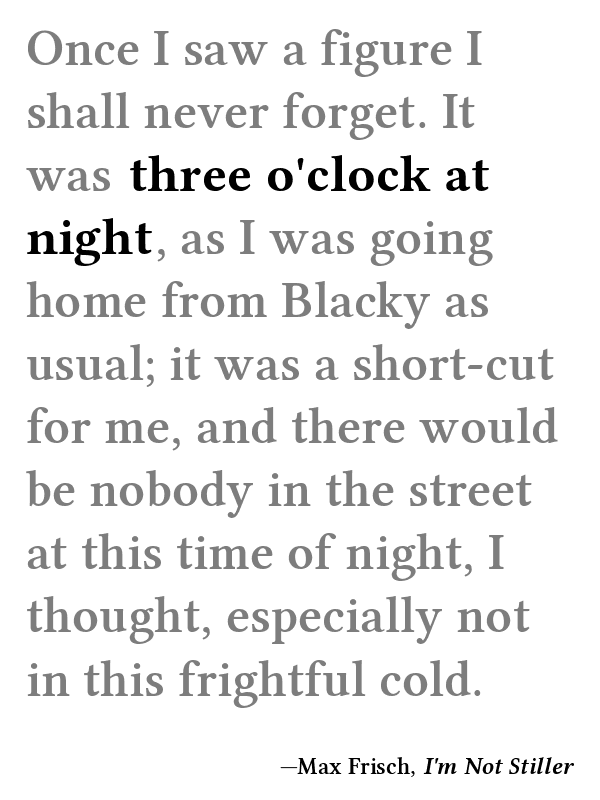 Once I saw a figure I
shall never forget. It
was three o'clock at
night, as I was going
home from Blacky as
usual; it was a short-cut
for me, and there would
be nobody in the street
at this time of night, I
thought, especially not
in this frightful cold.
—Max Frisch, I'm Not Stiller